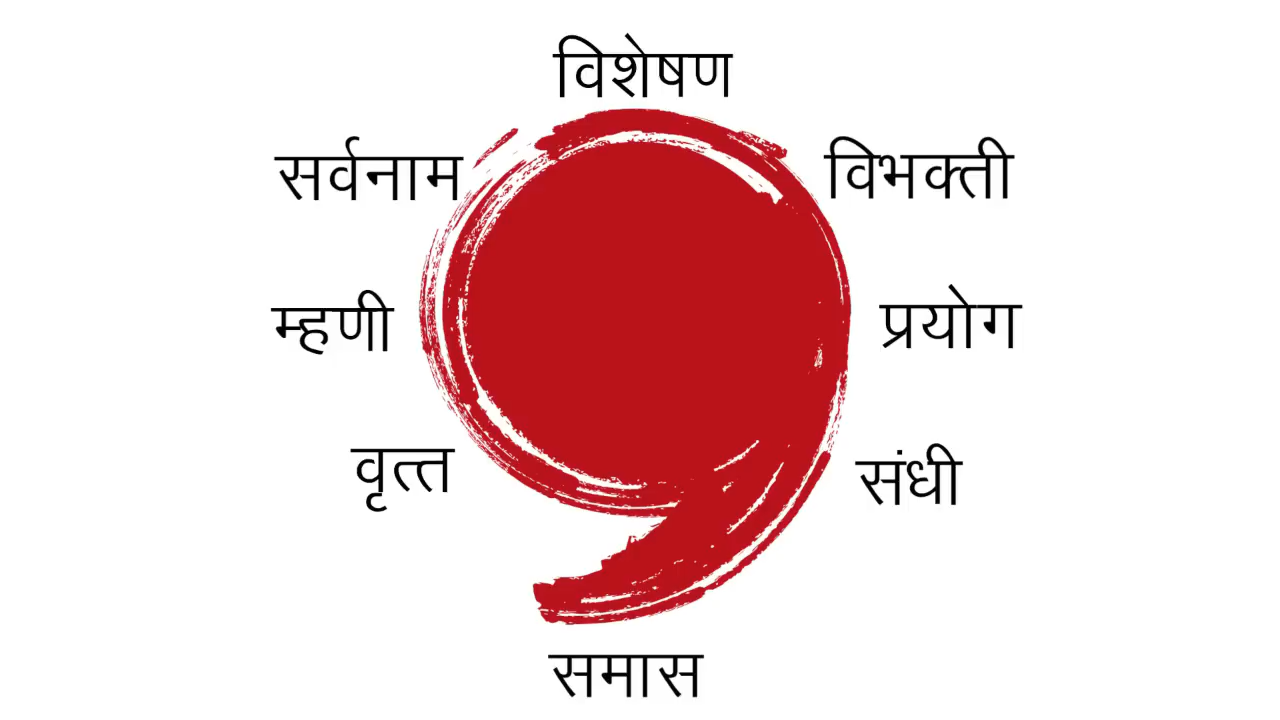 विशेषण
सर्वनाम
विभक्ती
म्हणी
प्रयोग
वृत्त
संधी
समास